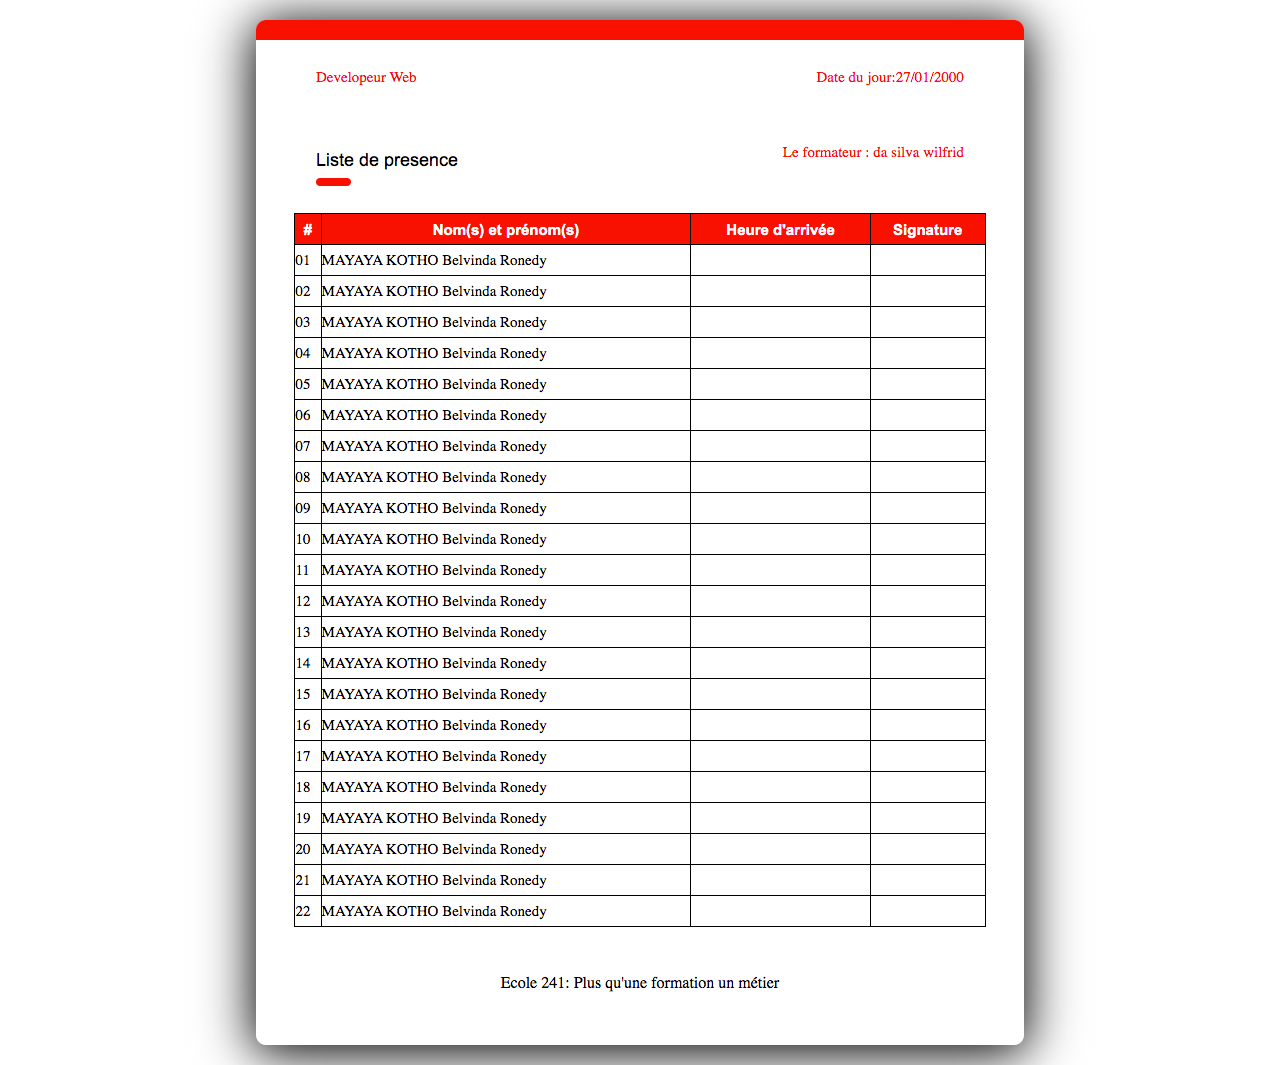 Developeur Web
Date du jour:27/01/2000
Le formateur : da silva wilfrid
Liste de presence
# Nom(s) et prénom(s) Heure d'arrivée Signature
01 MAYAYA KOTHO Belvinda Ronedy
02 MAYAYA KOTHO Belvinda Ronedy
03 MAYAYA KOTHO Belvinda Ronedy
04 MAYAYA KOTHO Belvinda Ronedy
05 MAYAYA KOTHO Belvinda Ronedy
06 MAYAYA KOTHO Belvinda Ronedy
07 MAYAYA KOTHO Belvinda Ronedy
08 MAYAYA KOTHO Belvinda Ronedy
09 MAYAYA KOTHO Belvinda Ronedy
10 MAYAYA KOTHO Belvinda Ronedy
11 MAYAYA KOTHO Belvinda Ronedy
12 MAYAYA KOTHO Belvinda Ronedy
13 MAYAYA KOTHO Belvinda Ronedy
14 MAYAYA KOTHO Belvinda Ronedy
15 MAYAYA KOTHO Belvinda Ronedy
16 MAYAYA KOTHO Belvinda Ronedy
17 MAYAYA KOTHO Belvinda Ronedy
18 MAYAYA KOTHO Belvinda Ronedy
19 MAYAYA KOTHO Belvinda Ronedy
20 MAYAYA KOTHO Belvinda Ronedy
21 MAYAYA KOTHO Belvinda Ronedy
22 MAYAYA KOTHO Belvinda Ronedy
Ecole 241: Plus qu'une formation un métier